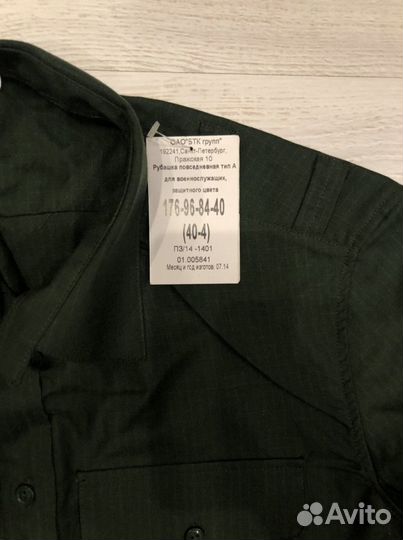 ОАО"БТК групп"
192241,Санкт-Петербург,
Пражская 10
Рубашка повседневная тип А
для военнослужащих,
защитного цвета
176-96-84-40
(40-4)
ПЗ/14 -1401
01.005841
Месяц и год изготов. 07.14
Avito